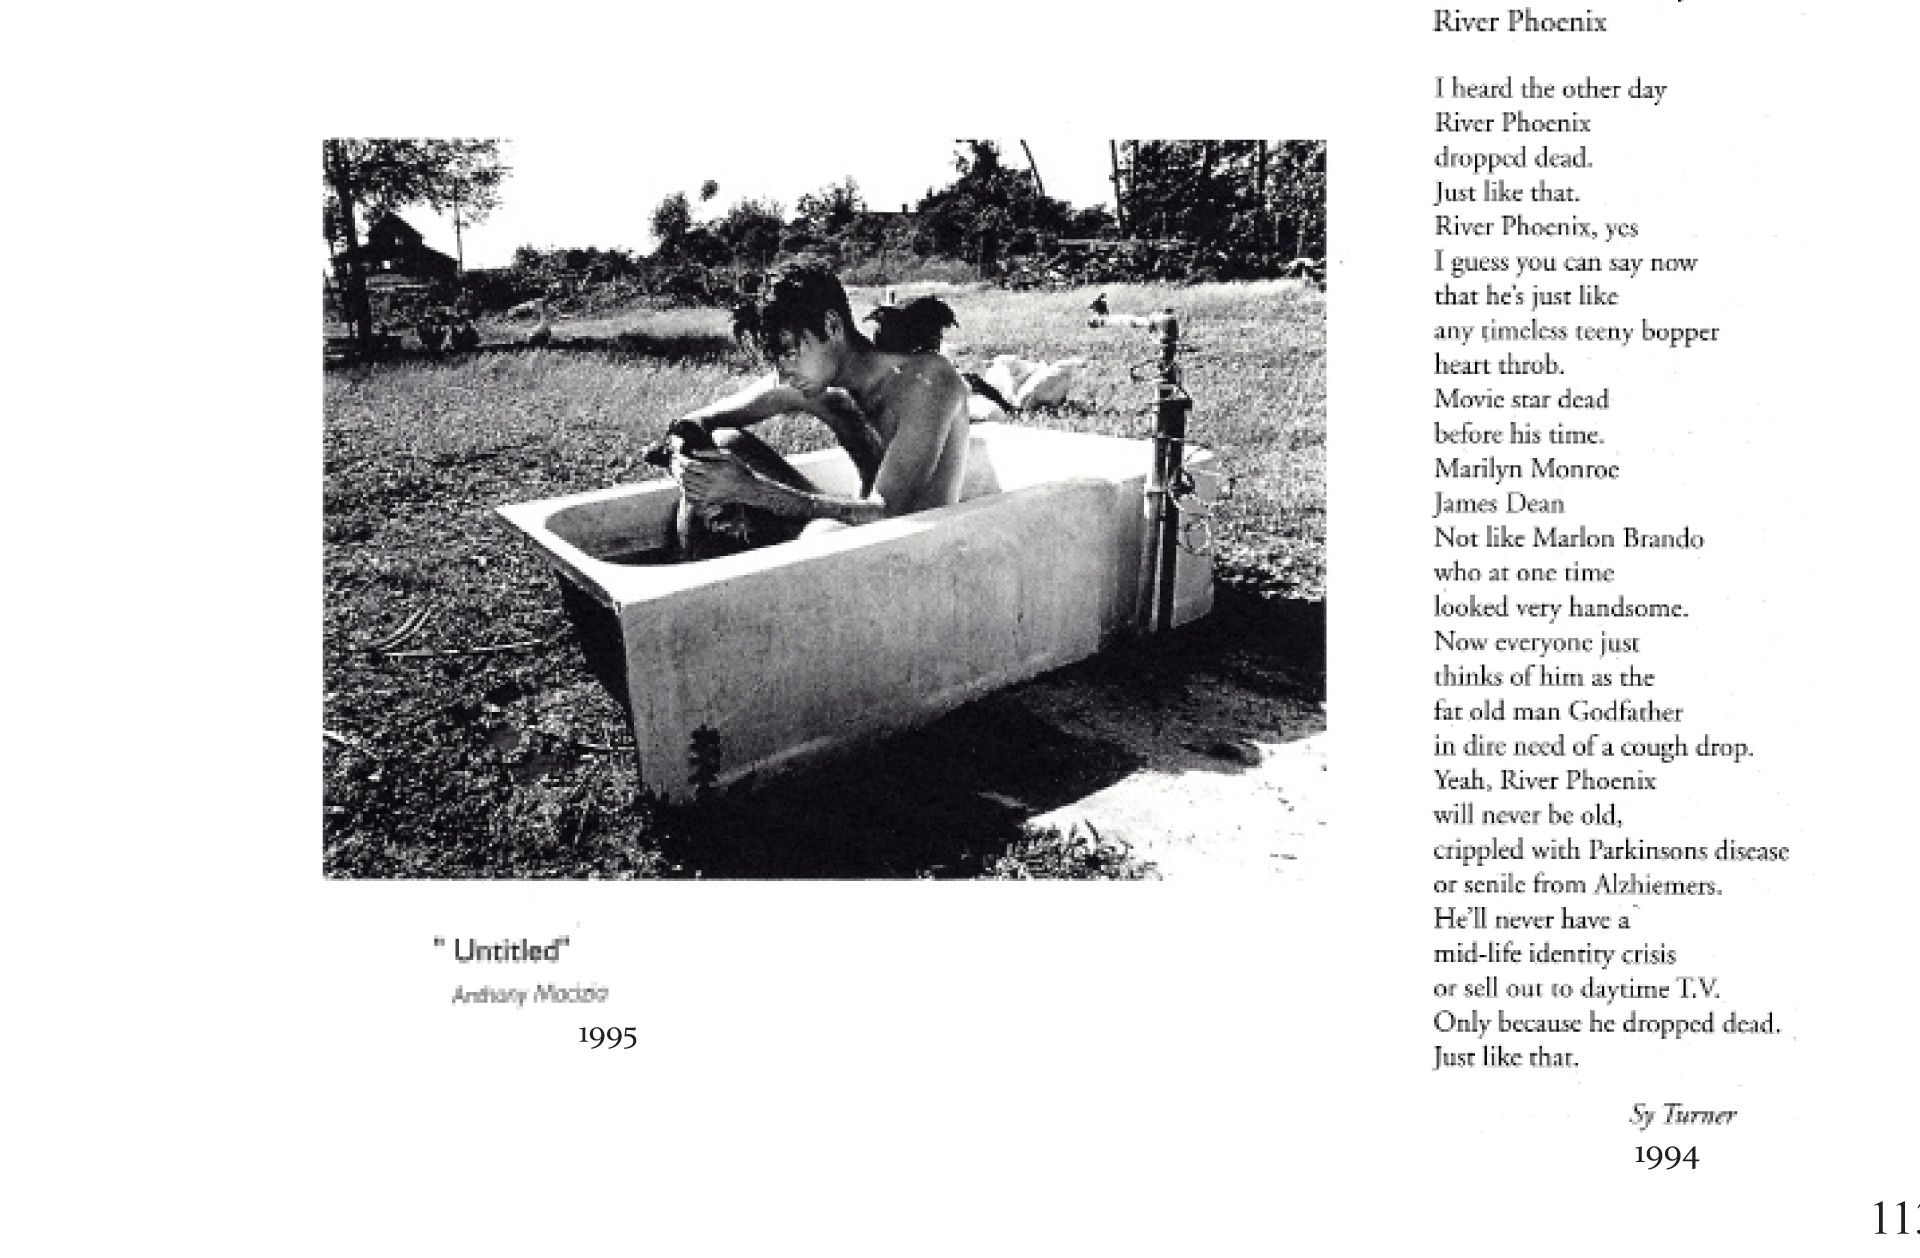 " Untitled"
Anthony Macizia
1995
River Phoenix
I heard the other day
River Phoenix
dropped dead.
Just like that.
River Phoenix, yes
I guess you can say now
that he's just like
any timeless teeny bopper
heart throb.
Movie star dead
before his time.
Marilyn Monroe
James Dean
Not like Marlon Brando
who at one time
looked very handsome.
Now everyone just
thinks of him as the
fat old man Godfather
in dire need of a cough drop.
Yeah, River Phoenix
will never be old,
crippled with Parkinsons disease
or senile from Alzhiemers.
He'll never have a
mid-life identity crisis
or sell out to daytime T.V.
Only because he dropped dead.
Just like that.
Sy Turner
1994